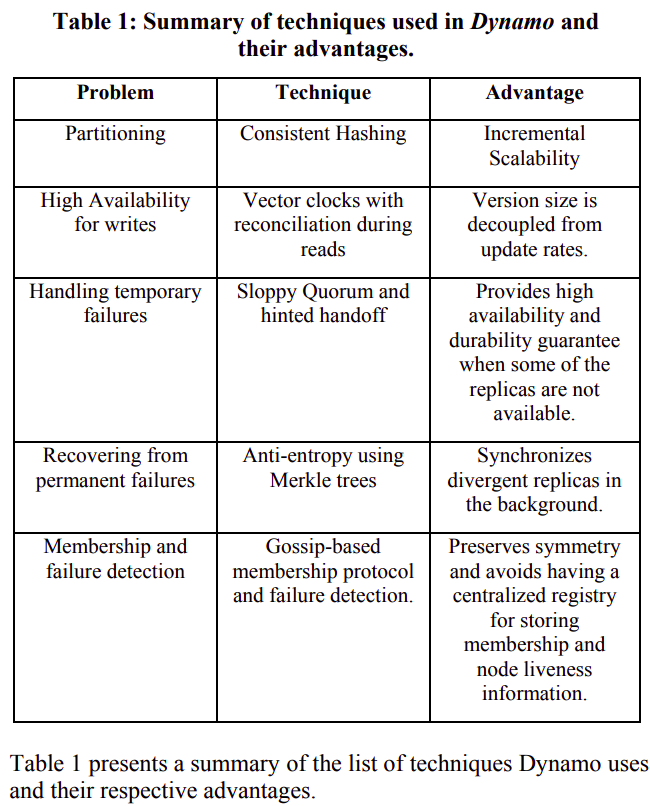 Table 1: Summary of techniques used in Dynamo and
their advantages.
Problem
Technique
Advantage
Partitioning
Consistent Hashing
Incremental
Scalability
High Availability
for writes
Vector clocks with
reconciliation during
reads
Version size is
decoupled from
update rates.
Handling temporary
failures
Sloppy Quorum and
hinted handoff
Provides high
availability and
durability guarantee
when some of the
replicas are not
available.
Recovering from
permanent failures
Anti-entropy using
Merkle trees
Synchronizes
divergent replicas in
the background.
Membership and
failure detection
Gossip-based
membership protocol
and failure detection.
Preserves symmetry
and avoids having a
centralized registry
for storing
membership and
node liveness
information.
Table 1 presents a summary of the list of techniques Dynamo uses
and their respective advantages.